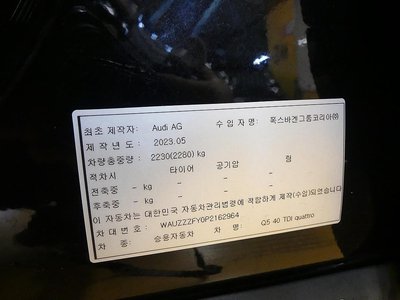 최초 제작자: Audi AG 수 입 자 명: 폭스바겐그룹코리아㈜
제 작 년 도 : 2023.05
차량총중량 : 2230(2280) kg
적차시 타이어 공기압 림
전축중 - kg
후축중 - kg
이 자동차는 대한민국 자동차관리법령에 적합하게 제작(수입)되었습니다
차 대 번 호 : WAUZZZFY0P2162964
차 종: 승용자동차 차 명: Q5 40 TDI quattro